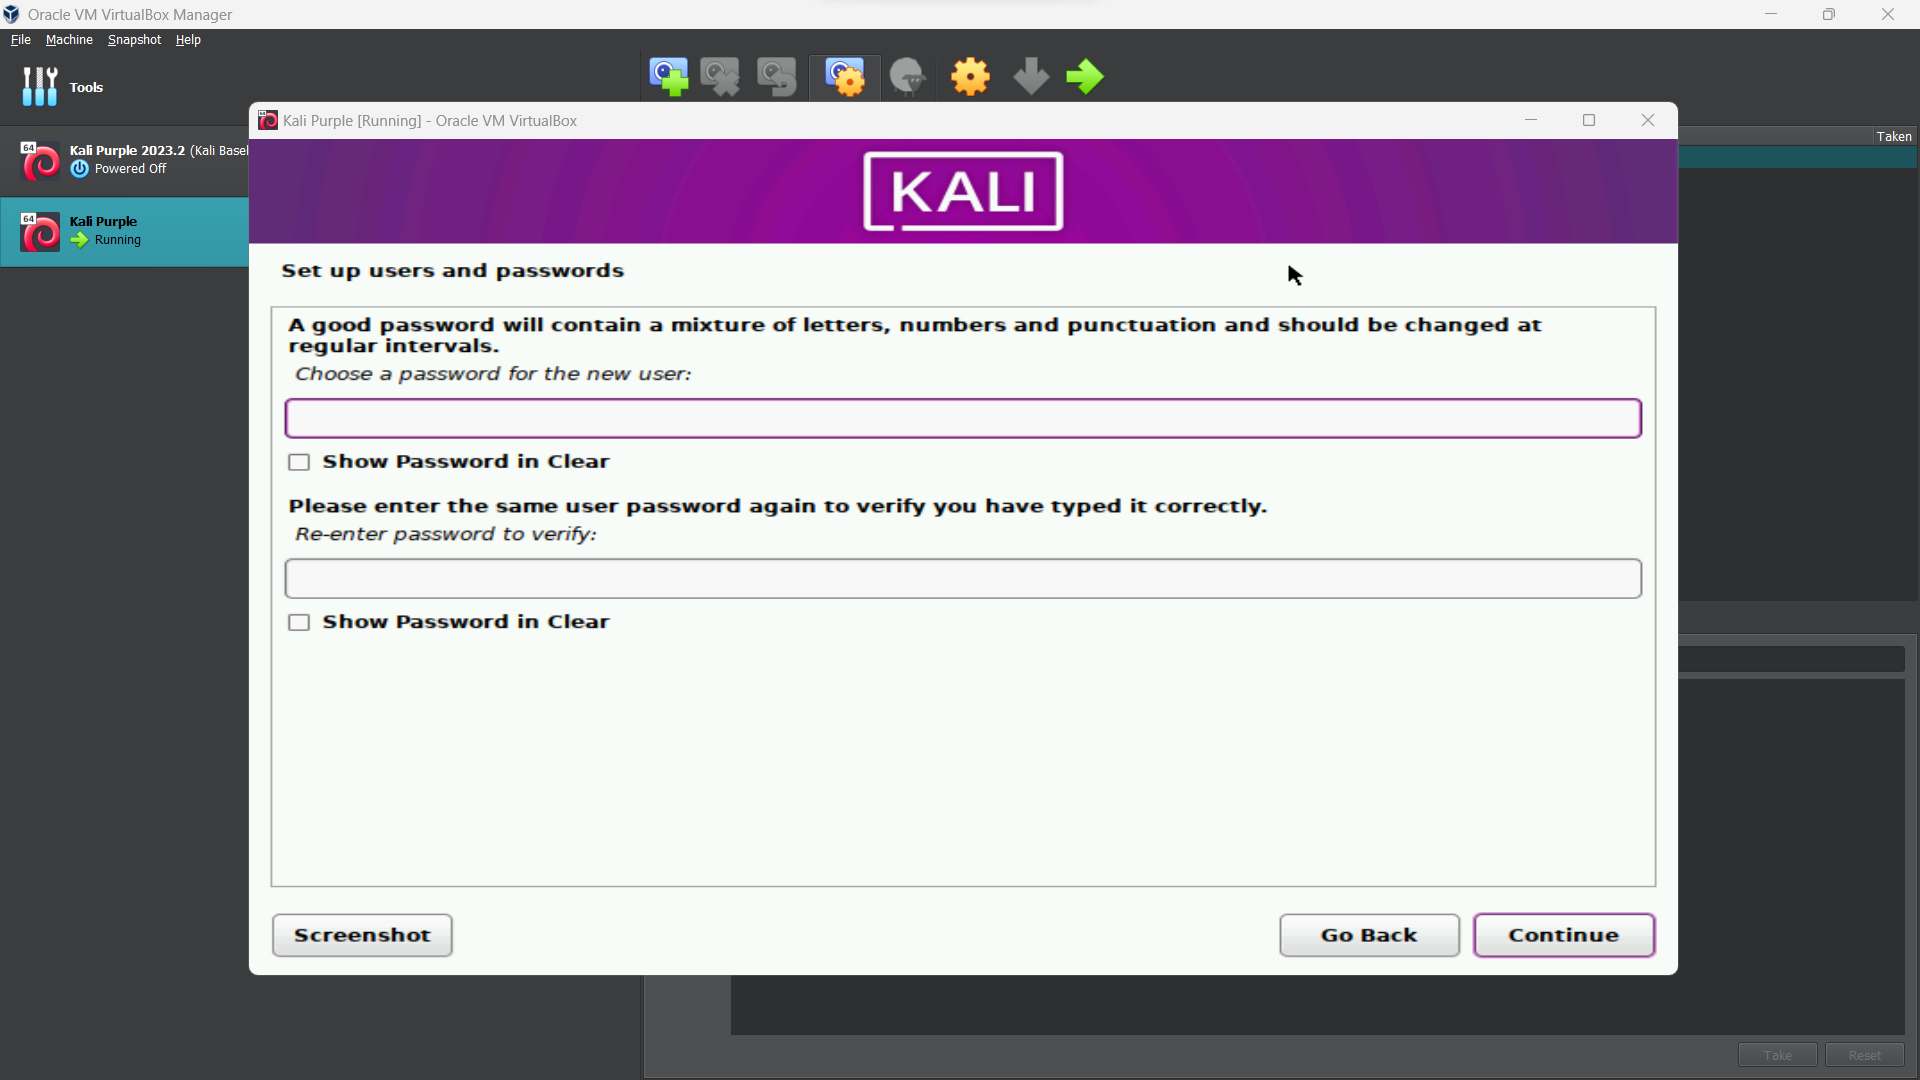 Oracle VM VirtualBox Manager
File Machine Snapshot Help
Tools
64
Kali Purple 2023.2 (Kali Basel
Powered Off
64
Kali Purple
Running
Taken
64
Kali Purple [Running] - Oracle VM VirtualBox
KALI
Set up users and passwords
A good password will contain a mixture of letters, numbers and punctuation and should be changed at
regular intervals.
Choose a password for the new user:
Show Password in Clear
Please enter the same user password again to verify you have typed it correctly.
Re-enter password to verify:
Show Password in Clear
Screenshot
Go Back
Continue
Take
Reset